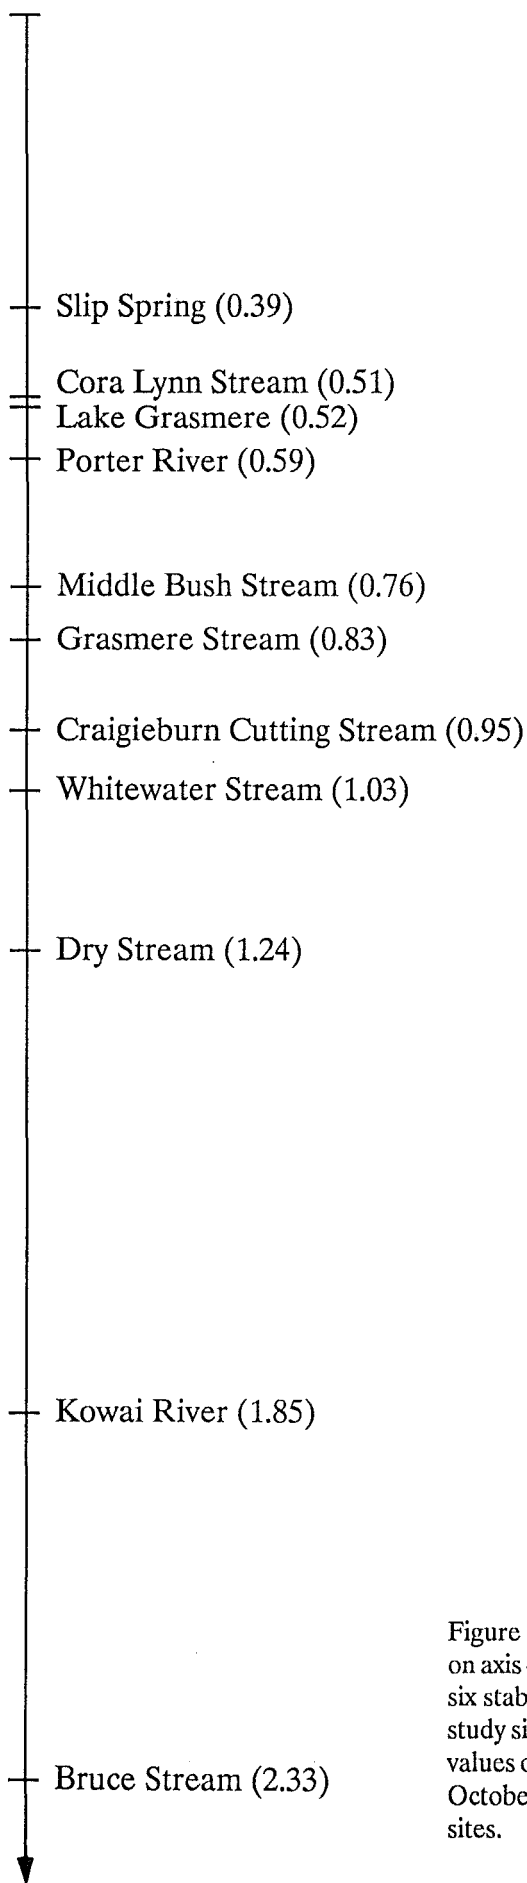 Slip Spring (0.39)
Cora Lynn Stream (0.51)
Lake Grasmere (0.52)
Porter River (0.59)
Middle Bush Stream (0.76)
Grasmere Stream (0.83)
Craigieburn Cutting Stream (0.95)
Whitewater Stream (1.03)
Dry Stream (1.24)
Kowai River (1.85)
Bruce Stream (2.33)
Figure
on axis
six stab
study si
values
Octobe
sites.